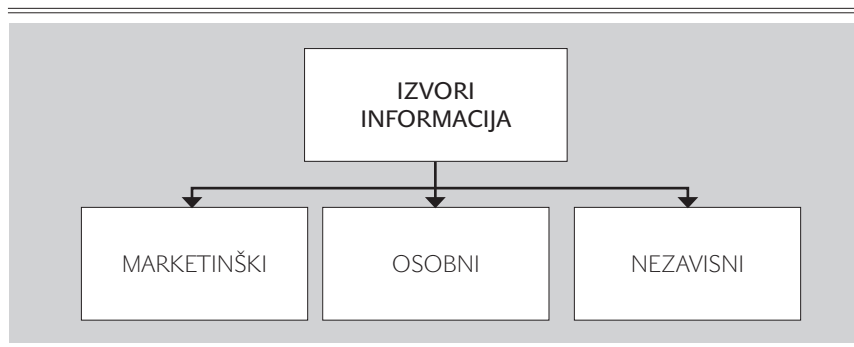 IZVORI
INFORMACIJA
MARKETINŠKI
OSOBNI
NEZAVISNI